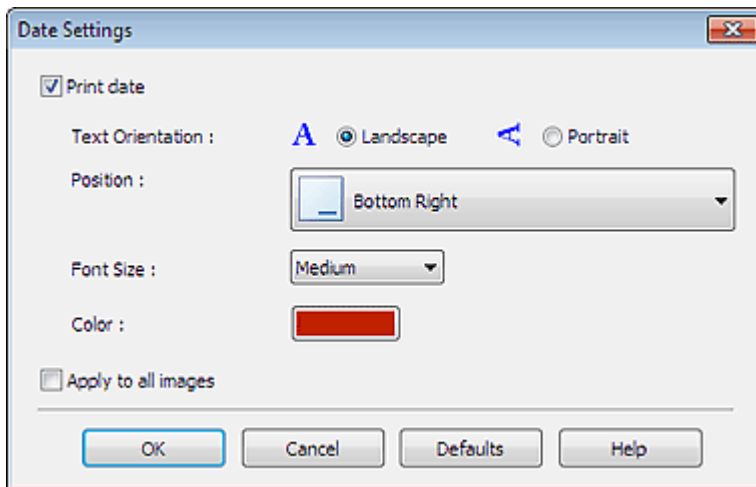 Date Settings
Print date
Text Orientation : A Landscape A Portrait
Position : Bottom Right
Font Size : Medium
Color :
Apply to all images
OK Cancel Defaults Help